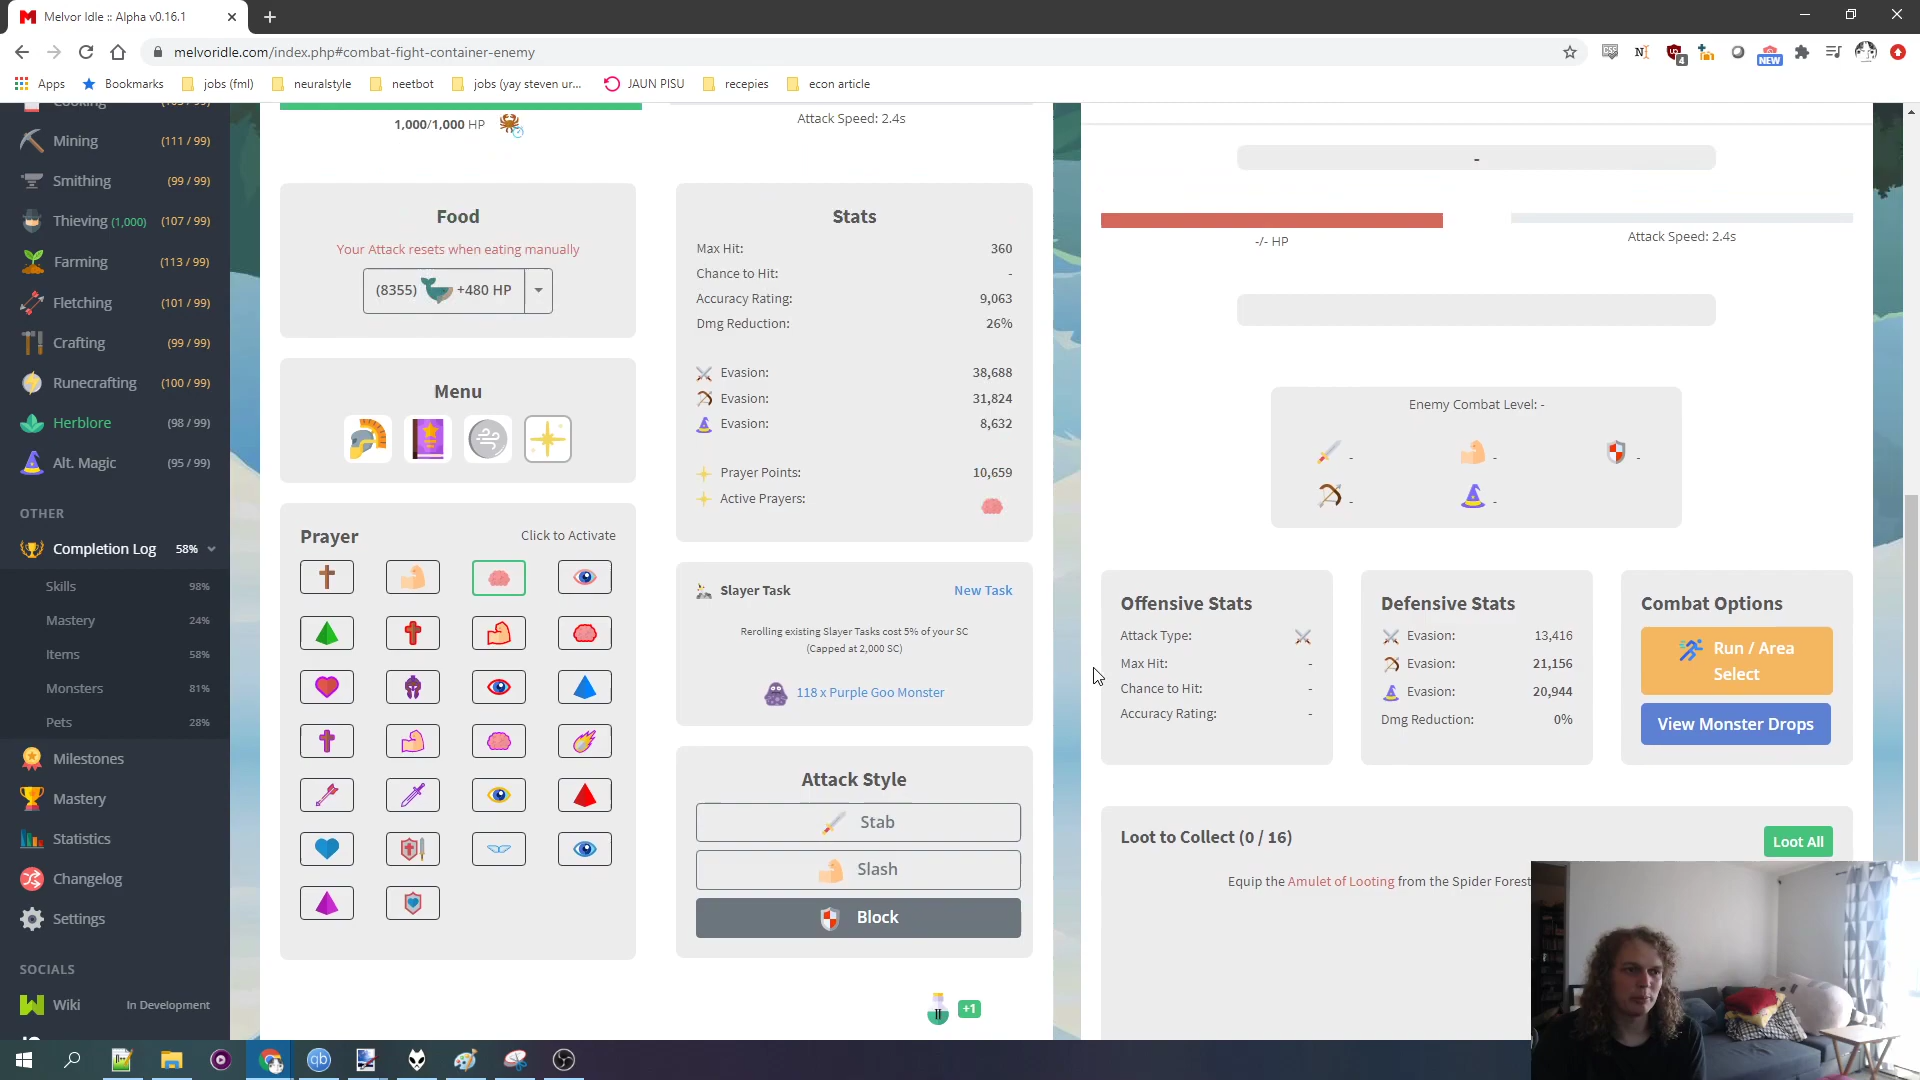 Melvor Idle :: Alpha v0.16.1
melvoridle.com/index.php#combat-fight-container-enemy
4
NEW
Apps
Bookmarks
jobs (fml)
neuralstyle
neetbot
jobs (yay steven ur...
JAUN PISU
recepies
econ article
Mining (111 / 99)
Smithing (99 / 99)
Thieving (1,000) (107 / 99)
Farming (113 / 99)
Fletching (101 / 99)
Crafting (99 / 99)
Runecrafting (100 / 99)
Herblore (98 / 99)
Alt. Magic (95 / 99)
OTHER
Completion Log 58%
Skills 98%
Mastery 24%
Items 58%
Monsters 81%
Pets 28%
Milestones
Mastery
Statistics
Changelog
Settings
SOCIALS
Wiki In Development
1,000/1,000 HP
Attack Speed: 2.4s
Food
Your Attack resets when eating manually
(8355) +480 HP
Menu
Prayer Click to Activate
Stats
Max Hit: 360
Chance to Hit: -
Accuracy Rating: 9,063
Dmg Reduction: 26%
Evasion: 38,688
Evasion: 31,824
Evasion: 8,632
Prayer Points: 10,659
Active Prayers:
Slayer Task New Task
Rerolling existing Slayer Tasks cost 5% of your SC
(Capped at 2,000 SC)
118 x Purple Goo Monster
Attack Style
Stab
Slash
Block
+1
-
-/- HP
Attack Speed: 2.4s
Enemy Combat Level: -
- - -
- -
Offensive Stats
Attack Type:
Max Hit: -
Chance to Hit: -
Accuracy Rating: -
Defensive Stats
Evasion: 13,416
Evasion: 21,156
Evasion: 20,944
Dmg Reduction: 0%
Combat Options
Run / Area
Select
View Monster Drops
Loot to Collect (0 / 16)
Loot All
Equip the Amulet of Looting from the Spider Forest
qb